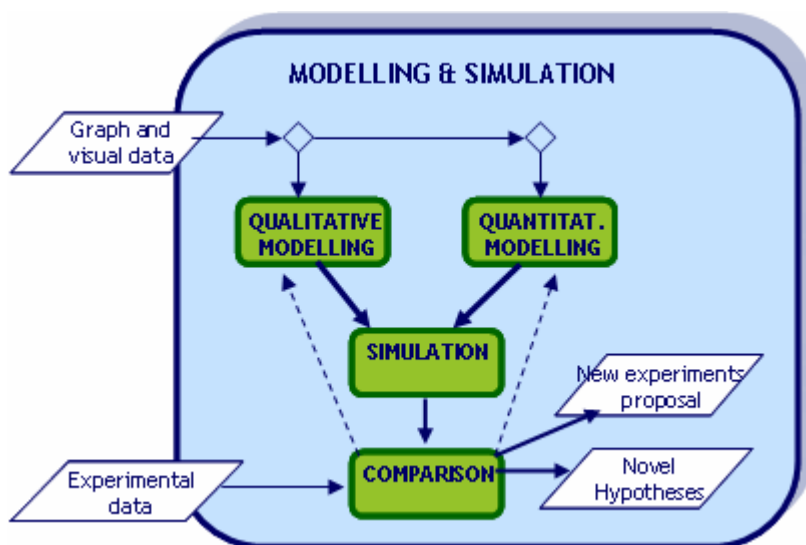 MODELLING & SIMULATION
Graph and
visual data
QUALITATIVE
MODELLING
QUANTITAT.
MODELLING
SIMULATION
New experiments
proposal
COMPARISON
Experimental
data
Novel
Hypotheses